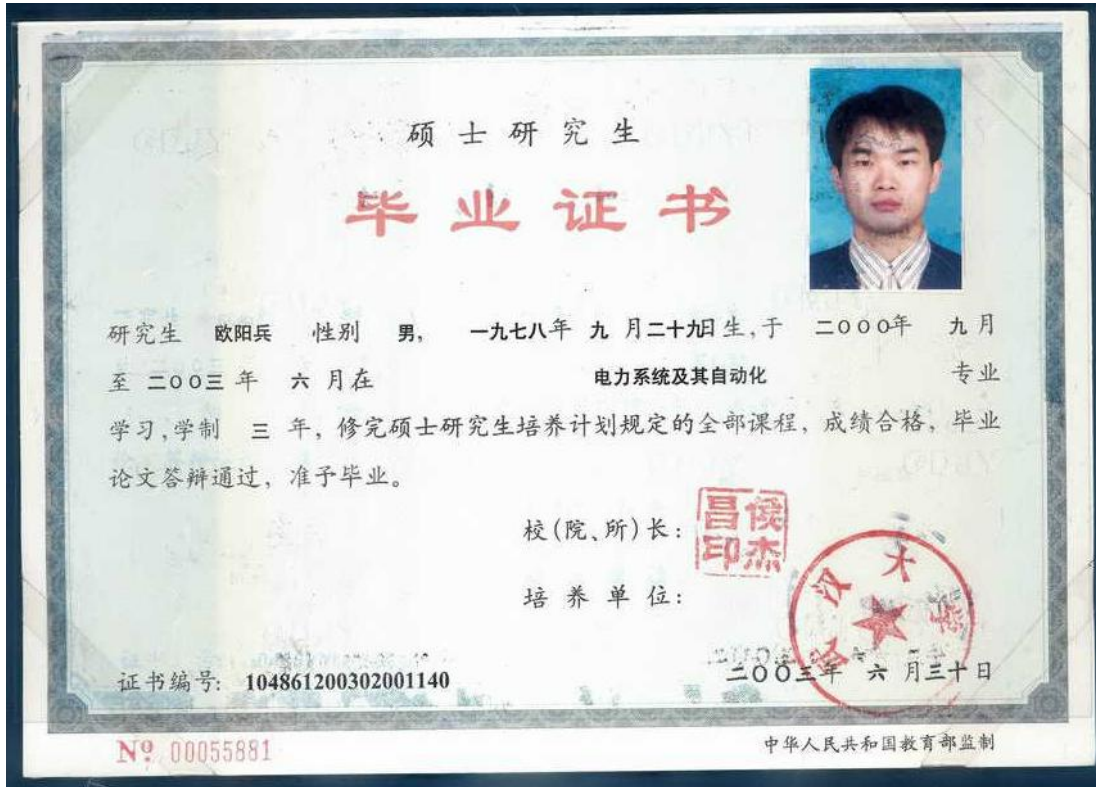 硕士研究生
毕业证书
研究生 欧阳兵 性别 男, 一九七八年 九 月二十九日生,于 二000年 九月
至 二00三 年 六 月在 电力系统及其自动化 专业
学习,学制 三 年, 修完硕士研究生培养计划规定的全部课程, 成绩合格, 毕业
论文答辩通过, 准予毕业。
校(院、所)长: 侯杰昌印
培养单位:
武汉大学
证书编号: 104861200302001140
二00三年 六 月三十日
Nº 00055881
中华人民共和国教育部监制